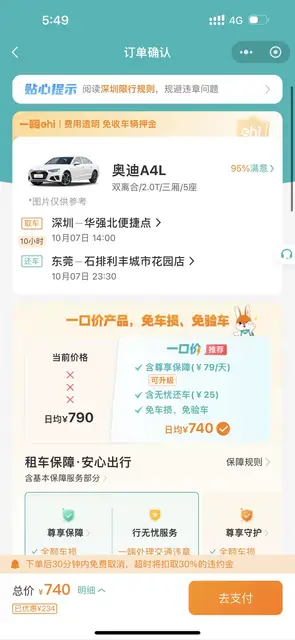 5:49
4G
订单确认
贴心提示 阅读深圳限行规则，规避违章问题
一嗨ehi | 费用透明 免收车辆押金
ehi
奥迪A4L
95%满意
双离合/2.0T/三厢/5座
*图片仅供参考
取车 深圳－华强北便捷点
10月07日 14:00
10小时
还车 东莞－石排利丰城市花园店
10月07日 23:30
一口价产品，免车损、免验车
当前价格
日均¥790
一口价 推荐
含尊享保障(¥79/天)
可升级
含无忧还车(¥25)
免车损、免验车
日均¥740
租车保障·安心出行
保障规则
含基本保障服务部分
尊享保障
行无忧服务
尊享守护
全额车损
一嗨处理交通违章
全额车损
下单后30分钟内免费取消，超时将扣取30%的违约金
总价 ¥740 明细
已优惠¥234
去支付